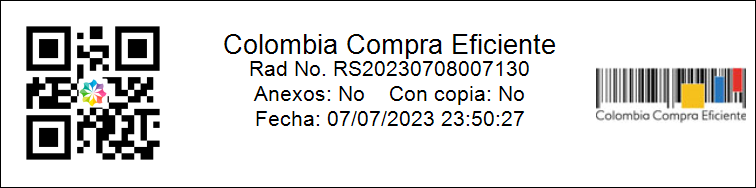 Colombia Compra Eficiente
Rad No. RS20230708007130
Anexos: No Con copia: No
Fecha: 07/07/2023 23:50:27
Colombia Compra Eficiente